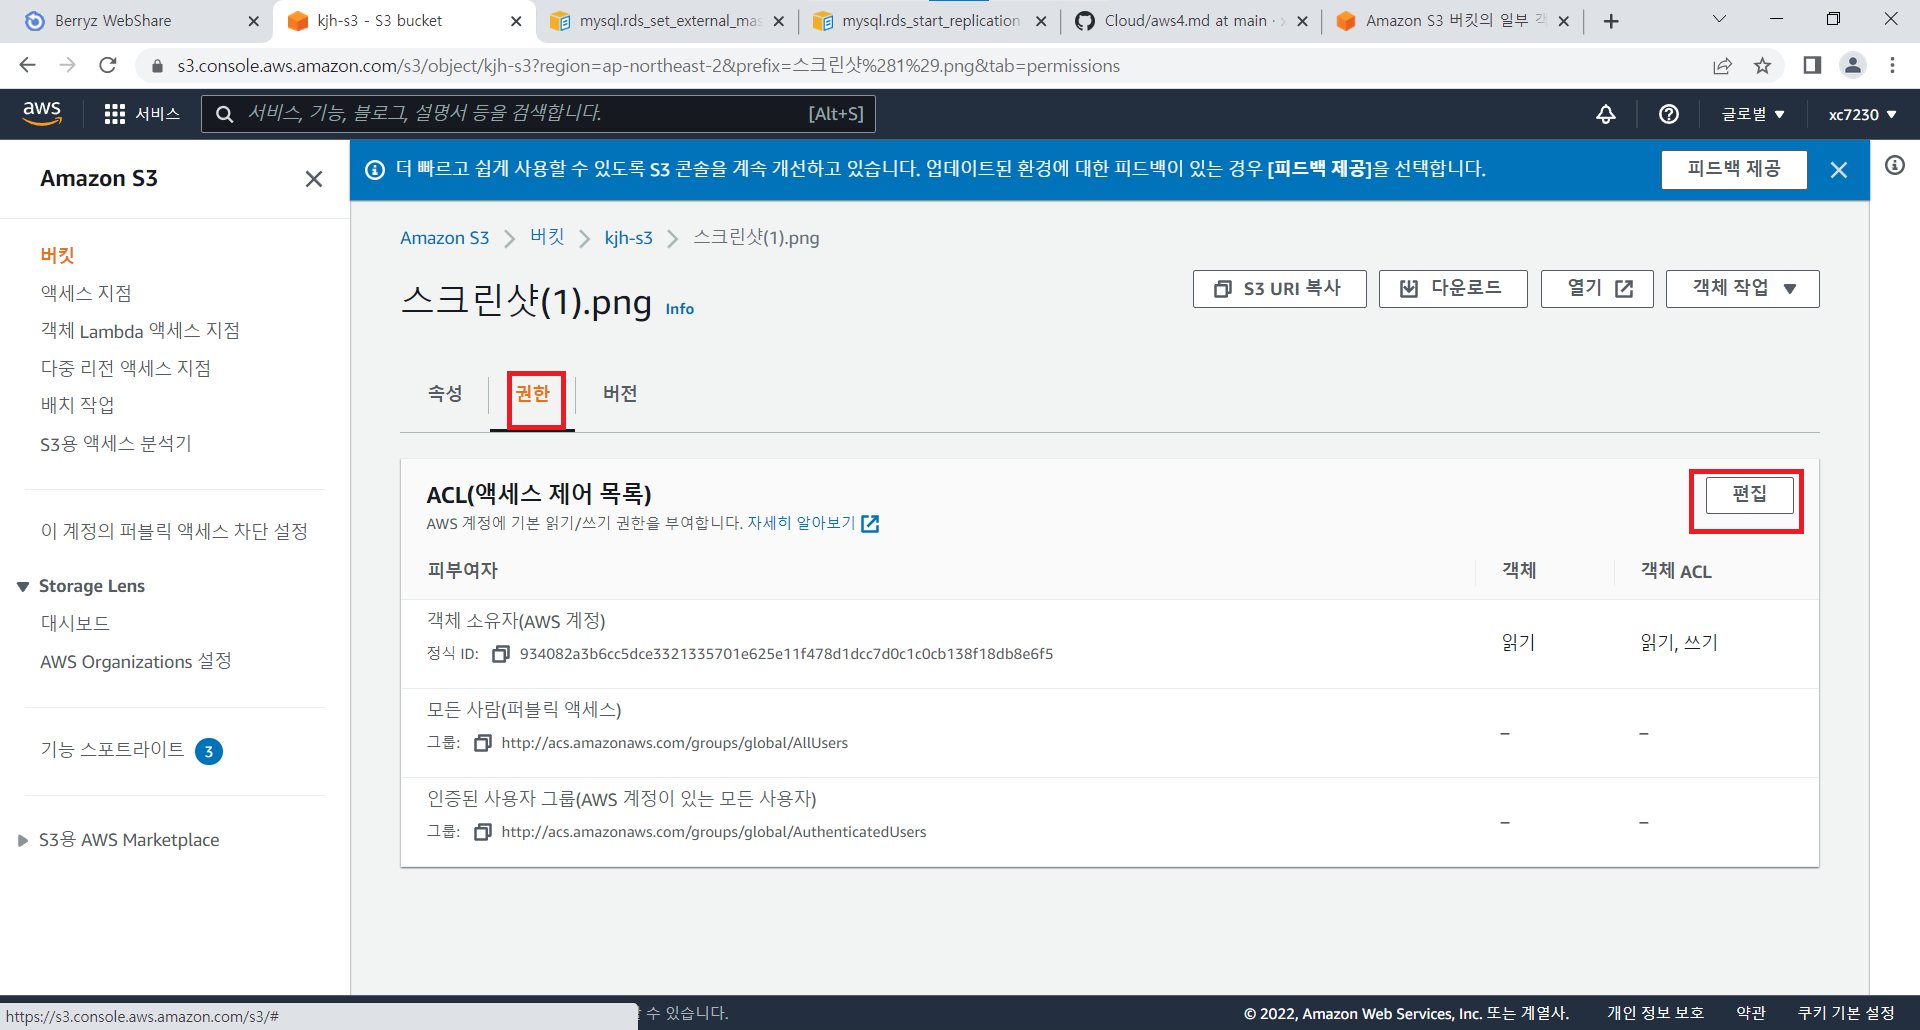 Berryz WebShare
kjh-s3 - S3 bucket
mysql.rds_set_external_mas
mysql.rds_start_replication
Cloud/aws4.md at main ·
Amazon S3 버킷의 일부
s3.console.aws.amazon.com/s3/object/kjh-s3?region=ap-northeast-2&prefix=스크린샷%281%29.png&tab=permissions
aws
서비스
서비스, 기능, 블로그, 설명서 등을 검색합니다.
[Alt+S]
글로벌
xc7230
Amazon S3
버킷
액세스 지점
객체 Lambda 액세스 지점
다중 리전 액세스 지점
배치 작업
S3용 액세스 분석기
이 계정의 퍼블릭 액세스 차단 설정
Storage Lens
대시보드
AWS Organizations 설정
기능 스포트라이트 3
S3용 AWS Marketplace
더 빠르고 쉽게 사용할 수 있도록 S3 콘솔을 계속 개선하고 있습니다. 업데이트된 환경에 대한 피드백이 있는 경우 [피드백 제공]을 선택합니다.
피드백 제공
Amazon S3 버킷 kjh-s3 스크린샷(1).png
스크린샷(1).png Info
S3 URI 복사
다운로드
열기
객체 작업
속성
권한
버전
ACL(액세스 제어 목록)
AWS 계정에 기본 읽기/쓰기 권한을 부여합니다. 자세히 알아보기
편집
피부여자
객체
객체 ACL
객체 소유자(AWS 계정)
정식 ID: 934082a3b6cc5dce3321335701e625e11f478d1dcc7d0c1c0cb138f18db8e6f5
읽기
읽기, 쓰기
모든 사람(퍼블릭 액세스)
그룹: http://acs.amazonaws.com/groups/global/AllUsers
–
–
인증된 사용자 그룹(AWS 계정이 있는 모든 사용자)
그룹: http://acs.amazonaws.com/groups/global/AuthenticatedUsers
–
–
https://s3.console.aws.amazon.com/s3/#
수 있습니다.
© 2022, Amazon Web Services, Inc. 또는 계열사.
개인 정보 보호
약관
쿠키 기본 설정